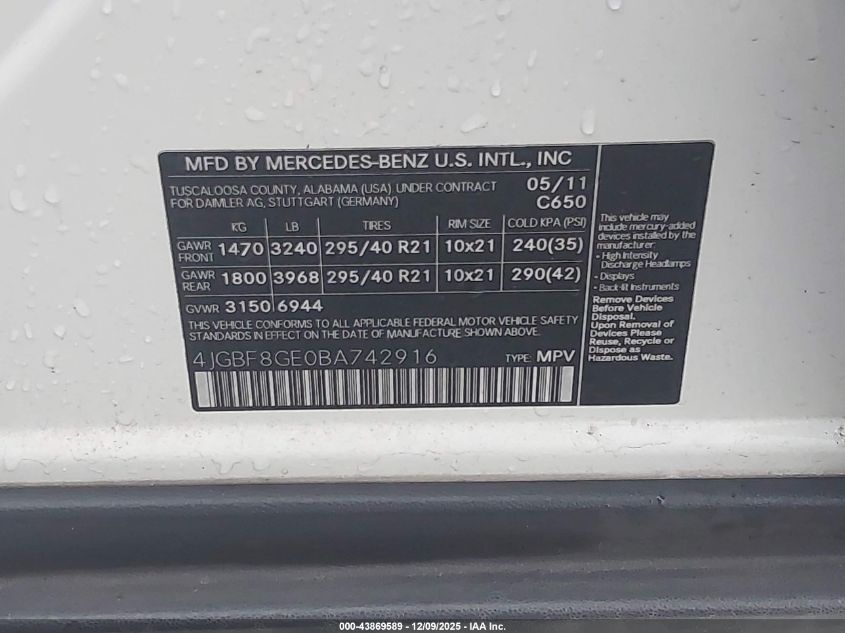 MFD BY MERCEDES-BENZ U.S. INTL., INC
TUSCALOOSA COUNTY, ALABAMA (USA) UNDER CONTRACT
FOR DAIMLER AG, STUTTGART (GERMANY)
05/11
C650
KG LB TIRES RIM SIZE COLD KPA (PSI)
GAWR FRONT 1470 3240 295/40 R21 10x21 240(35)
GAWR REAR 1800 3968 295/40 R21 10x21 290(42)
GVWR 3150 6944
THIS VEHICLE CONFORMS TO ALL APPLICABLE FEDERAL MOTOR VEHICLE SAFETY
STANDARDS IN EFFECT ON THE DATE OF MANUFACTURE SHOWN ABOVE.
4JGBF8GE0BA742916 TYPE: MPV
This vehicle may
include mercury-added
devices installed by the
manufacturer:
• High Intensity
Discharge Headlamps
• Displays
• Back-lit Instruments
Remove Devices
Before Vehicle
Disposal.
Upon Removal of
Devices Please
Reuse, Recycle or
Dispose as
Hazardous Waste.
000-43869589 - 12/09/2025 - IAA Inc.